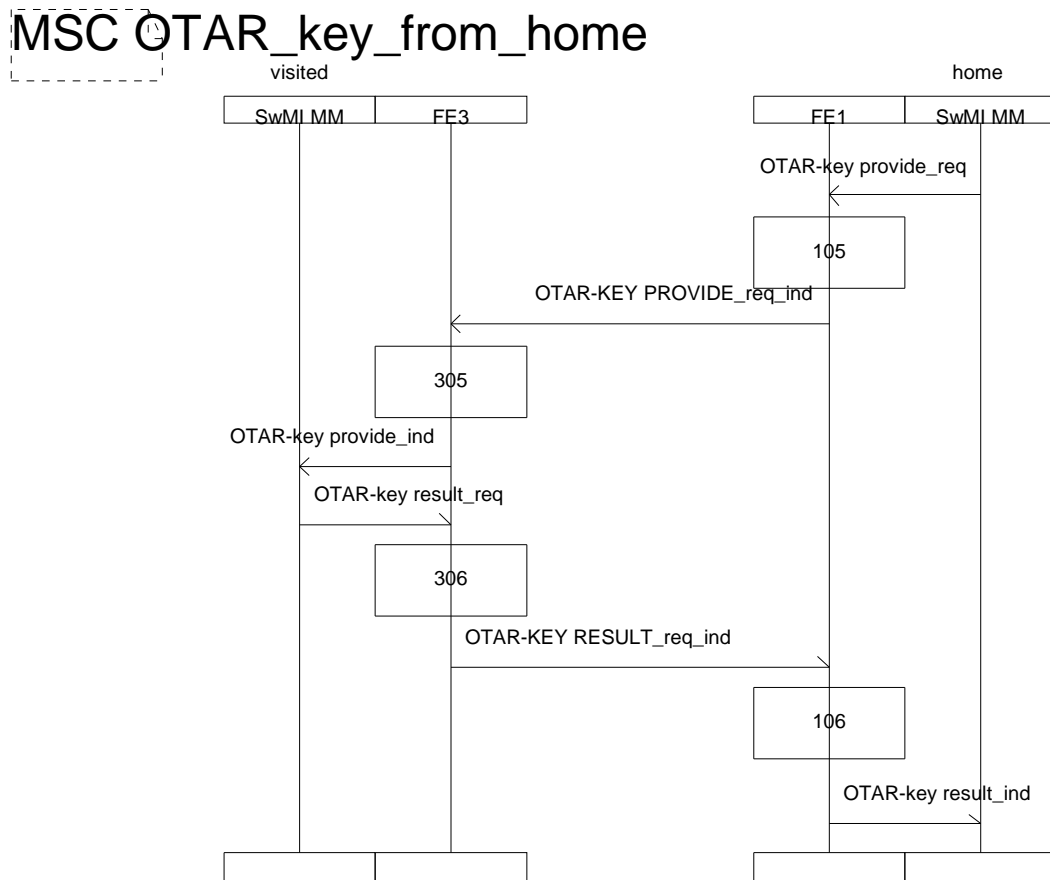 MSC OTAR_key_from_home
visited
home
SwMI MM
FE3
FE1
SwMI MM
OTAR-key provide_req
105
OTAR-KEY PROVIDE_req_ind
305
OTAR-key provide_ind
OTAR-key result_req
306
OTAR-KEY RESULT_req_ind
106
OTAR-key result_ind